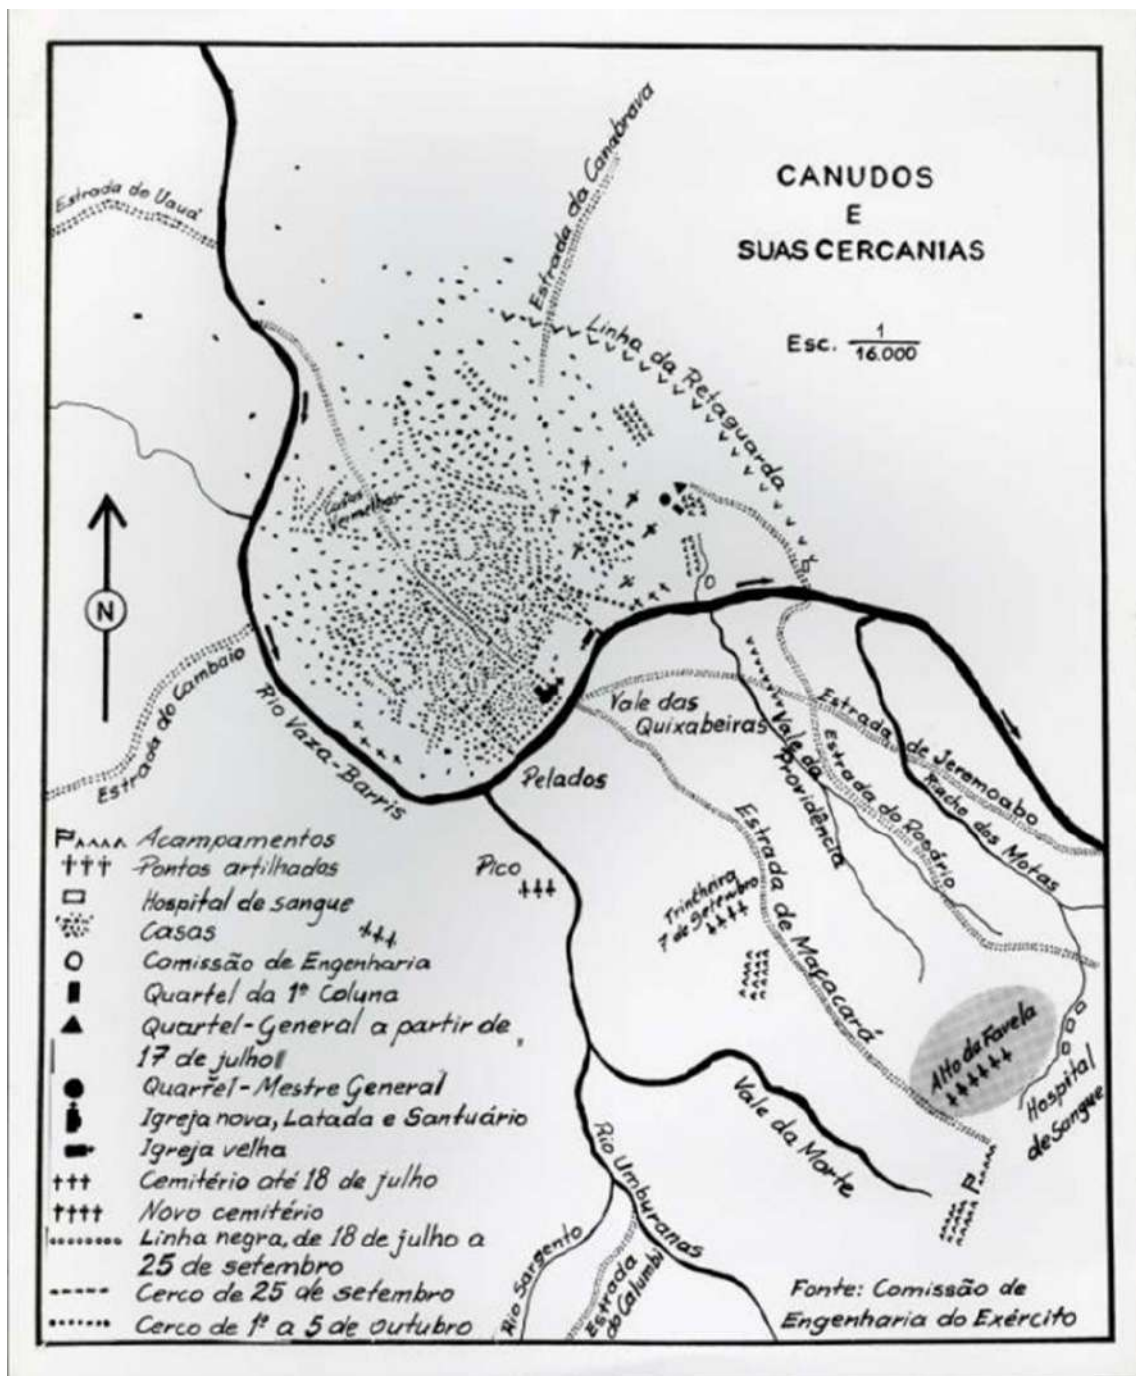 CANUDOS
E
SUAS CERCANIAS
Esc. 1/16.000
Estrada do Uauá
Estrada da Canabrava
Linha da Retaguarda
Casas
Vermelhas
N
Estrada do Cambaio
Rio Vaza-Barris
Vale das
Quixabeiras
Pelados
Estrada de Jeremoabo
Vale da
Providência
Estrada do Rosário
Riacho dos Motas
Pico
Trincheira
7 de Setembro
Estrada de Maçacará
Alto da Favela
Hospital
de Sangue
Vale da Morte
Rio Umburanas
Rio Sargento
Estrada
do Calumbi
Acampamentos
Pontos artilhados
Hospital de sangue
Casas
Comissão de Engenharia
Quartel da 1ª Coluna
Quartel-General a partir de
17 de julho
Quartel-Mestre General
Igreja nova, Latada e Santuário
Igreja velha
Cemitério até 18 de julho
Novo cemitério
Linha negra, de 18 de julho a
25 de setembro
Cerco de 25 de setembro
Cerco de 1º a 5 de outubro
Fonte: Comissão de
Engenharia do Exército